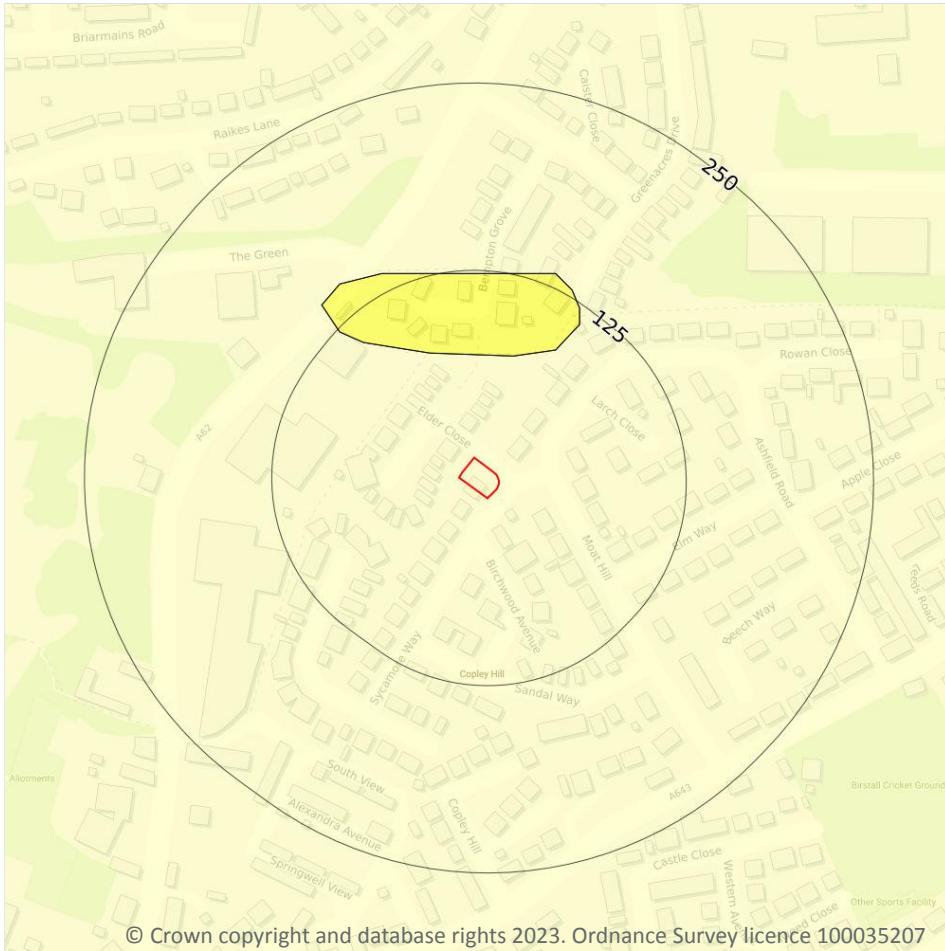 Briarmains Road
Raikes Lane
Caister Close
Greenacres Drive
250
The Green
Bempton Grove
125
Rowan Close
Larch Close
Elder Close
A62
Ashfield Road
Apple Close
Elm Way
Moat Hill
Birchwood Avenue
Leeds Road
Beech Way
Sycamore Way
Copley Hill
Sandal Way
South View
Allotments
A643
Birstall Cricket Ground
Alexandra Avenue
Copley Hill
Castle Close
Springwell View
Other Sports Facility
© Crown copyright and database rights 2023. Ordnance Survey licence 100035207